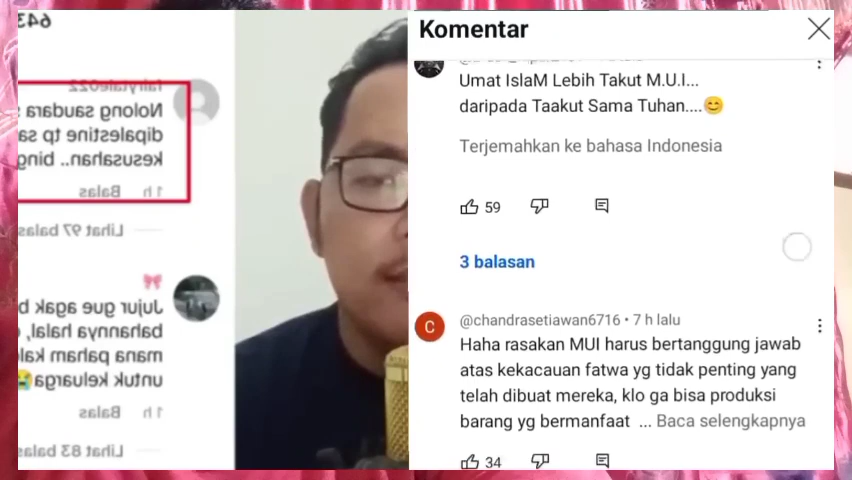 643
fairytale022
Nolong saudara s
dipalestine tp sa
kesusahan.. bing
1 h Balas
Lihat 97 balas
🎀
Jujur gue agak b
bahannya halal,
mana paham kal
untuk keluarga😭
1 h Balas
Lihat 83 balas
Komentar
Umat IslaM Lebih Takut M.U.I...
daripada Taakut Sama Tuhan....😊
Terjemahkan ke bahasa Indonesia
59
3 balasan
C
@chandrasetiawan6716 • 7 h lalu
Haha rasakan MUI harus bertanggung jawab
atas kekacauan fatwa yg tidak penting yang
telah dibuat mereka, klo ga bisa produksi
barang yg bermanfaat ... Baca selengkapnya
34